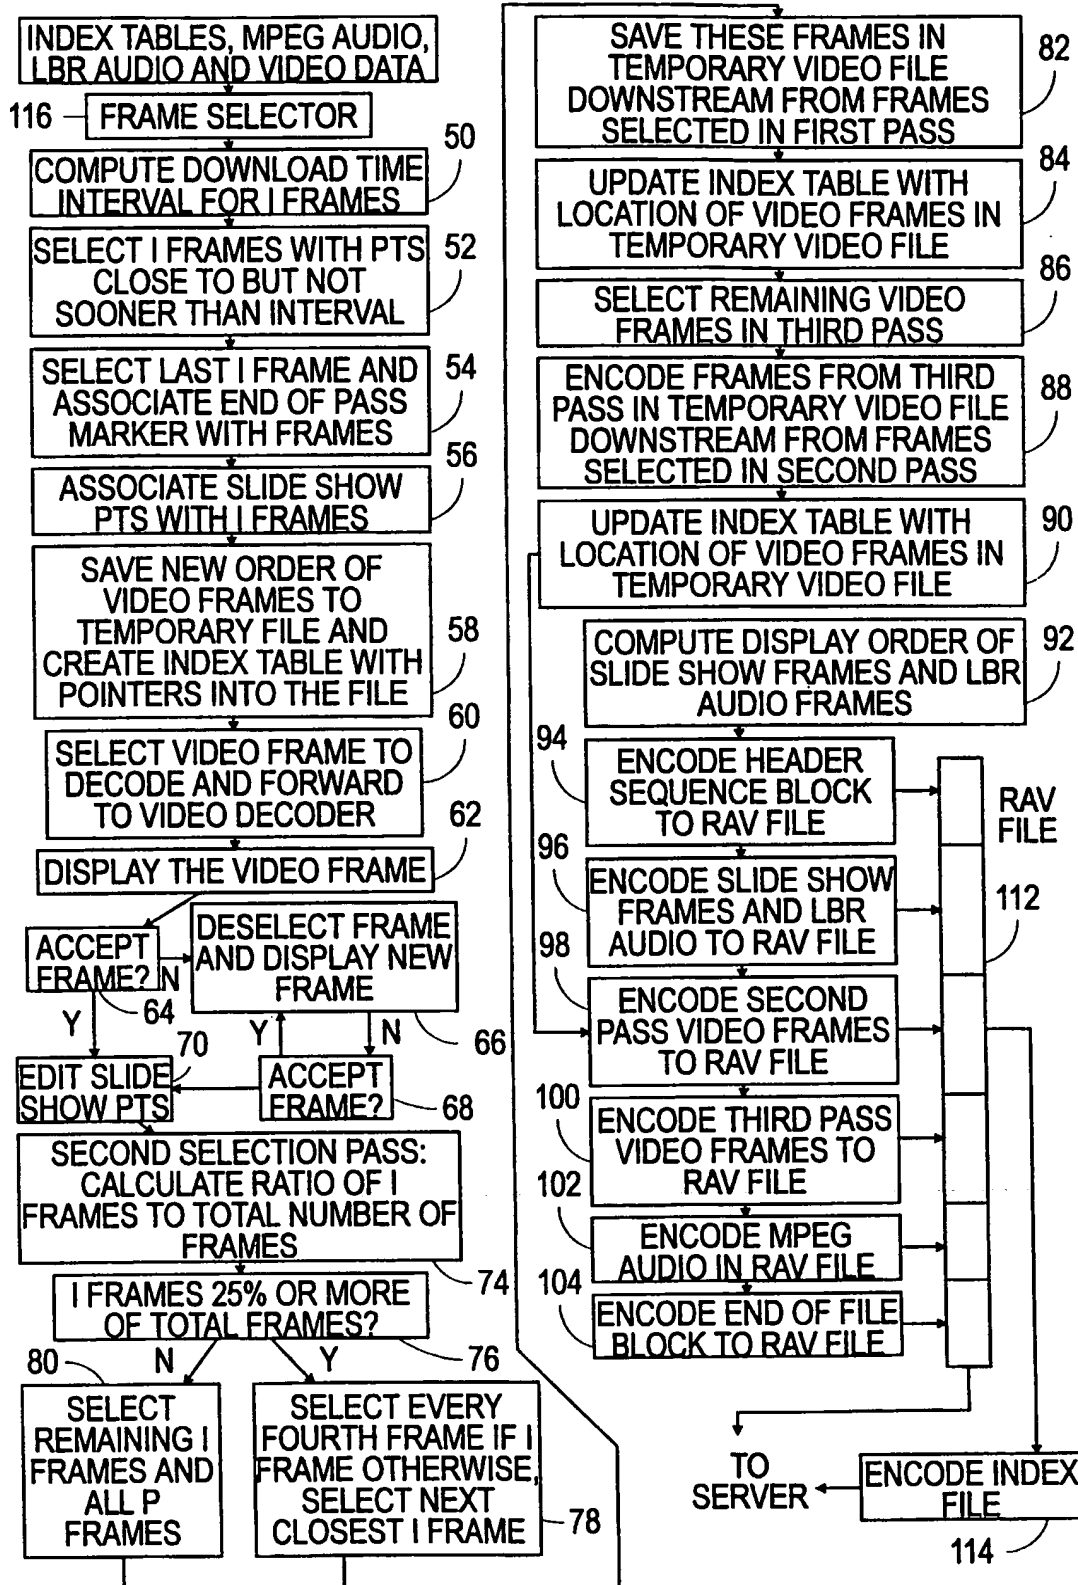 INDEX TABLES, MPEG AUDIO,
LBR AUDIO AND VIDEO DATA
116
FRAME SELECTOR
50
COMPUTE DOWNLOAD TIME
INTERVAL FOR I FRAMES
52
SELECT I FRAMES WITH PTS
CLOSE TO BUT NOT
SOONER THAN INTERVAL
54
SELECT LAST I FRAME AND
ASSOCIATE END OF PASS
MARKER WITH FRAMES
56
ASSOCIATE SLIDE SHOW
PTS WITH I FRAMES
58
SAVE NEW ORDER OF
VIDEO FRAMES TO
TEMPORARY FILE AND
CREATE INDEX TABLE WITH
POINTERS INTO THE FILE
60
SELECT VIDEO FRAME TO
DECODE AND FORWARD
TO VIDEO DECODER
62
DISPLAY THE VIDEO FRAME
ACCEPT
FRAME?
N
64
Y
DESELECT FRAME
AND DISPLAY NEW
FRAME
66
Y
N
70
EDIT SLIDE
SHOW PTS
ACCEPT
FRAME?
68
SECOND SELECTION PASS:
CALCULATE RATIO OF I
FRAMES TO TOTAL NUMBER OF
FRAMES
74
I FRAMES 25% OR MORE
OF TOTAL FRAMES?
76
N
Y
80
SELECT
REMAINING I
FRAMES AND
ALL P
FRAMES
SELECT EVERY
FOURTH FRAME IF I
FRAME OTHERWISE,
SELECT NEXT
CLOSEST I FRAME
78
SAVE THESE FRAMES IN
TEMPORARY VIDEO FILE
DOWNSTREAM FROM FRAMES
SELECTED IN FIRST PASS
82
UPDATE INDEX TABLE WITH
LOCATION OF VIDEO FRAMES IN
TEMPORARY VIDEO FILE
84
SELECT REMAINING VIDEO
FRAMES IN THIRD PASS
86
ENCODE FRAMES FROM THIRD
PASS IN TEMPORARY VIDEO FILE
DOWNSTREAM FROM FRAMES
SELECTED IN SECOND PASS
88
UPDATE INDEX TABLE WITH
LOCATION OF VIDEO FRAMES IN
TEMPORARY VIDEO FILE
90
COMPUTE DISPLAY ORDER OF
SLIDE SHOW FRAMES AND LBR
AUDIO FRAMES
92
94
ENCODE HEADER
SEQUENCE BLOCK
TO RAV FILE
RAV
FILE
96
ENCODE SLIDE SHOW
FRAMES AND LBR
AUDIO TO RAV FILE
112
98
ENCODE SECOND
PASS VIDEO FRAMES
TO RAV FILE
100
ENCODE THIRD PASS
VIDEO FRAMES TO
RAV FILE
102
ENCODE MPEG
AUDIO IN RAV FILE
104
ENCODE END OF FILE
BLOCK TO RAV FILE
TO
SERVER
ENCODE INDEX
FILE
114